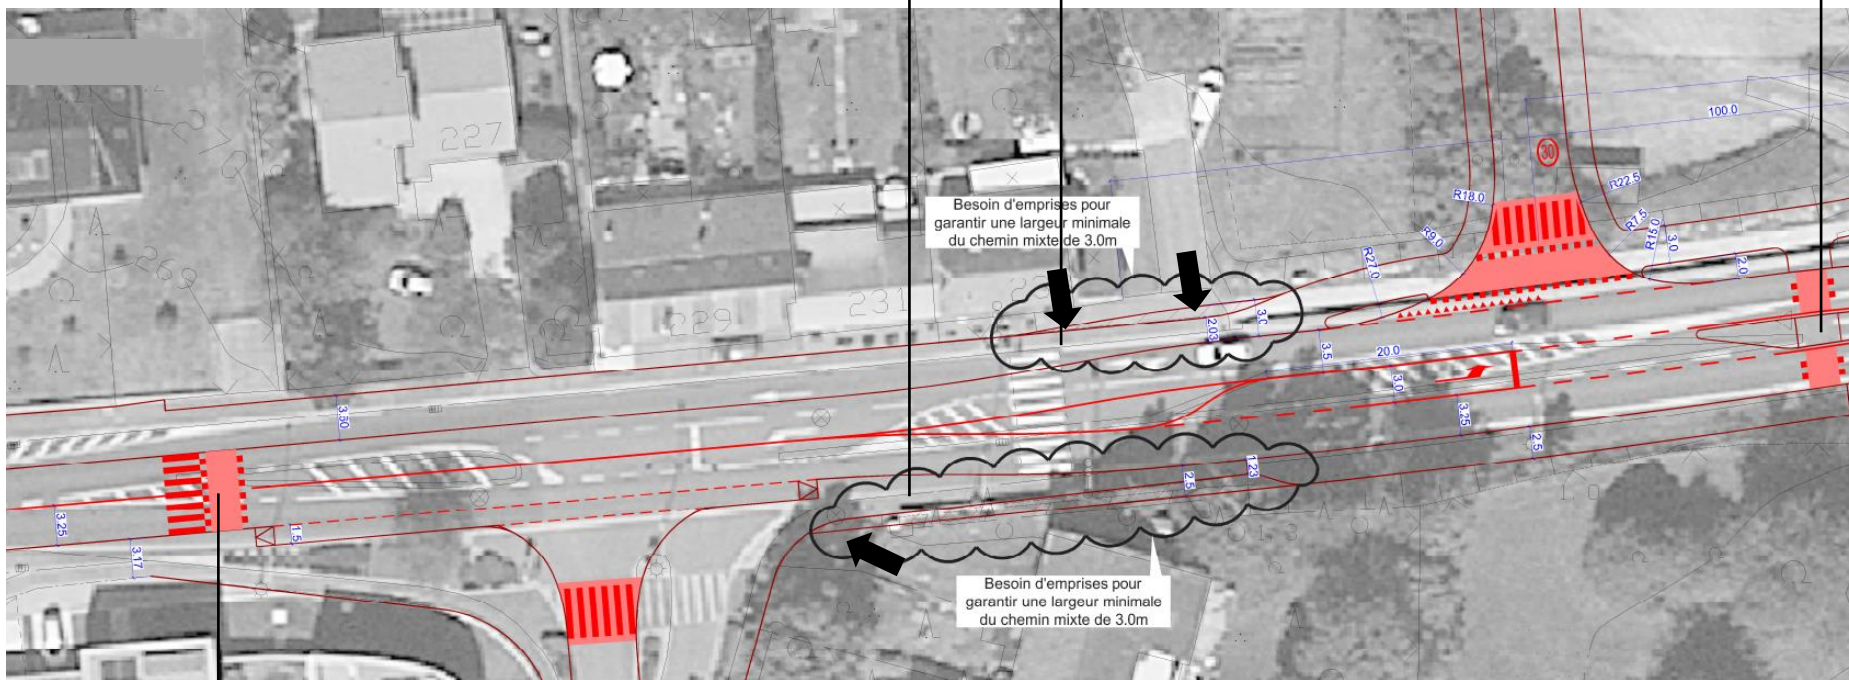 227
100.0
30
R18.0
R22.5
Besoin d'emprises pour
garantir une largeur minimale
du chemin mixte de 3.0m
R9.0
R7.5
R15.0
3.0
R27.0
2.0
269
231
229
2.03
3.0
3.5
20.0
3.0
3.60
3.25
2.5
2.5
1.23
3.25
1.5
3.17
Besoin d'emprises pour
garantir une largeur minimale
du chemin mixte de 3.0m